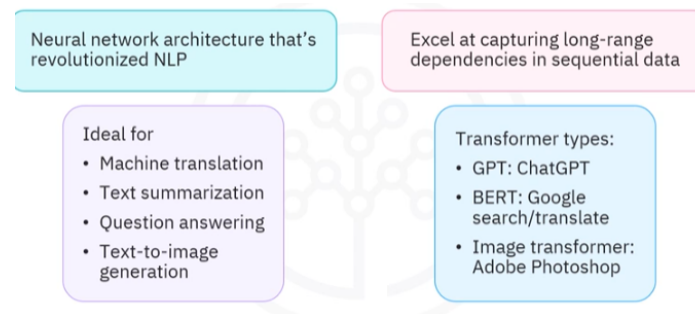 Neural network architecture that's
revolutionized NLP
Excel at capturing long-range
dependencies in sequential data
Ideal for
• Machine translation
• Text summarization
• Question answering
• Text-to-image
generation
Transformer types:
• GPT: ChatGPT
• BERT: Google
search/translate
• Image transformer:
Adobe Photoshop